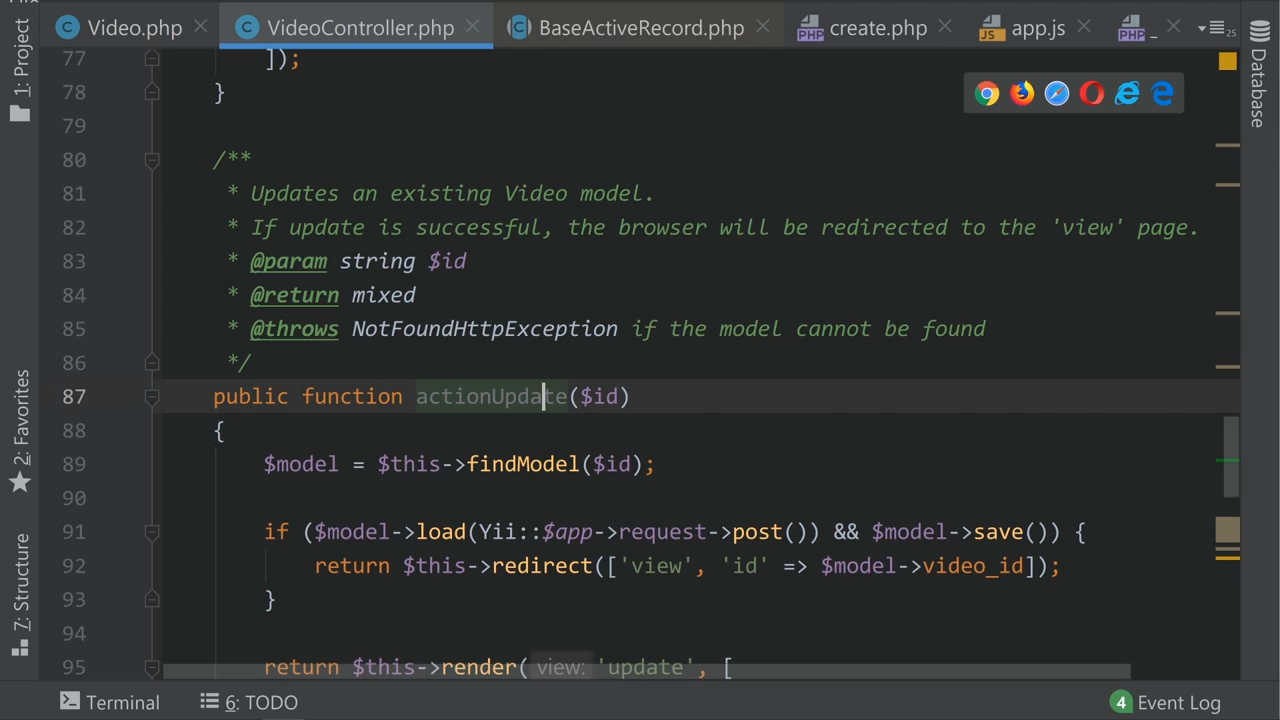 Video.php
VideoController.php
BaseActiveRecord.php
create.php
app.js
_
25
1: Project
2: Favorites
7: Structure
Database
77 ]);
78 }
79
80 /**
81 * Updates an existing Video model.
82 * If update is successful, the browser will be redirected to the 'view' page.
83 * @param string $id
84 * @return mixed
85 * @throws NotFoundHttpException if the model cannot be found
86 */
87 public function actionUpdate($id)
88 {
89 $model = $this->findModel($id);
90
91 if ($model->load(Yii::$app->request->post()) && $model->save()) {
92 return $this->redirect(['view', 'id' => $model->video_id]);
93 }
94
95 return $this->render( view: 'update', [
Terminal
6: TODO
4 Event Log